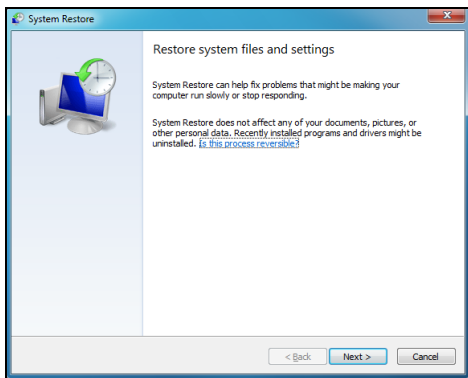 System Restore
Restore system files and settings
System Restore can help fix problems that might be making your
computer run slowly or stop responding.
System Restore does not affect any of your documents, pictures, or
other personal data. Recently installed programs and drivers might be
uninstalled. Is this process reversible?
< Back
Next >
Cancel